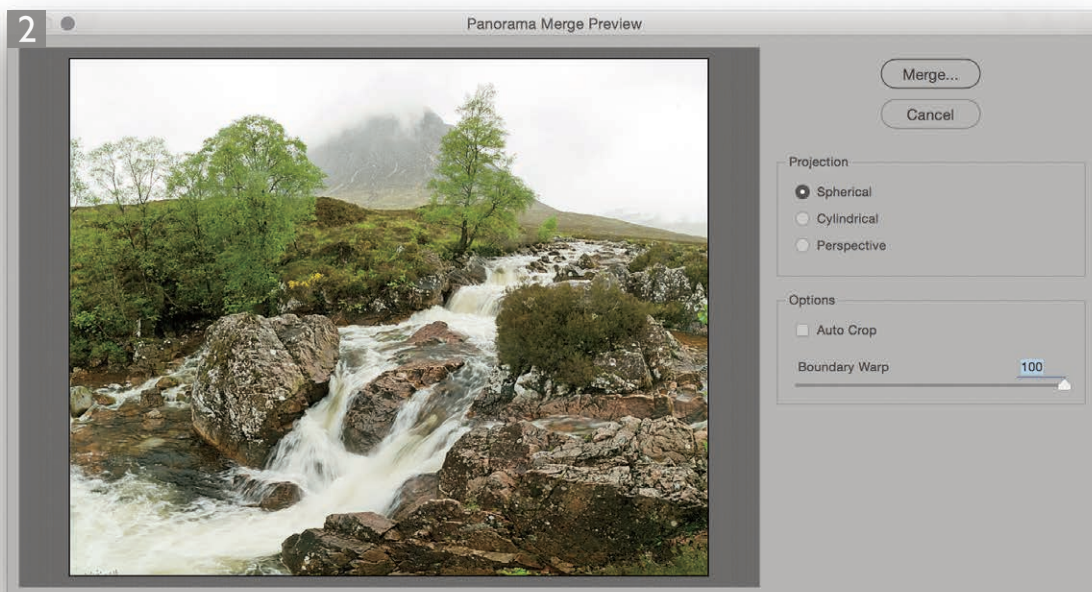 2
Panorama Merge Preview
Merge...
Cancel
Projection
Spherical
Cylindrical
Perspective
Options
Auto Crop
Boundary Warp 100